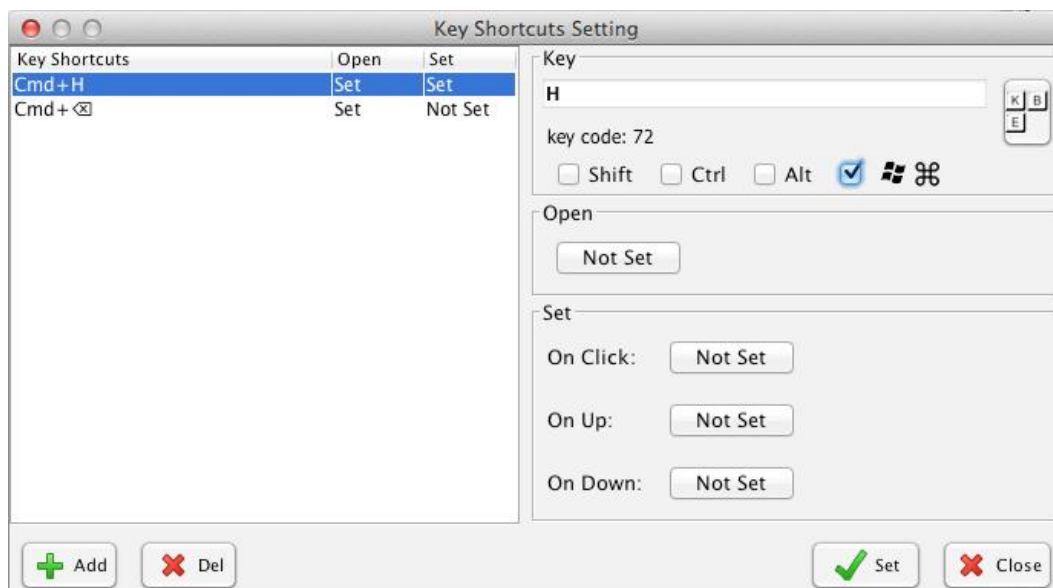 Key Shortcuts Setting
Key Shortcuts Open Set
Cmd+H Set Set
Cmd+⌫ Set Not Set
Key
H
K B
E
key code: 72
Shift Ctrl Alt ⌘
Open
Not Set
Set
On Click: Not Set
On Up: Not Set
On Down: Not Set
Add Del Set Close